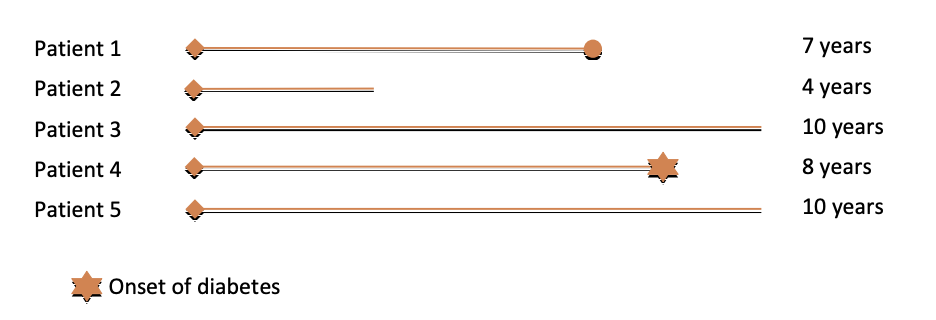 Patient 1 7 years
Patient 2 4 years
Patient 3 10 years
Patient 4 8 years
Patient 5 10 years
Onset of diabetes